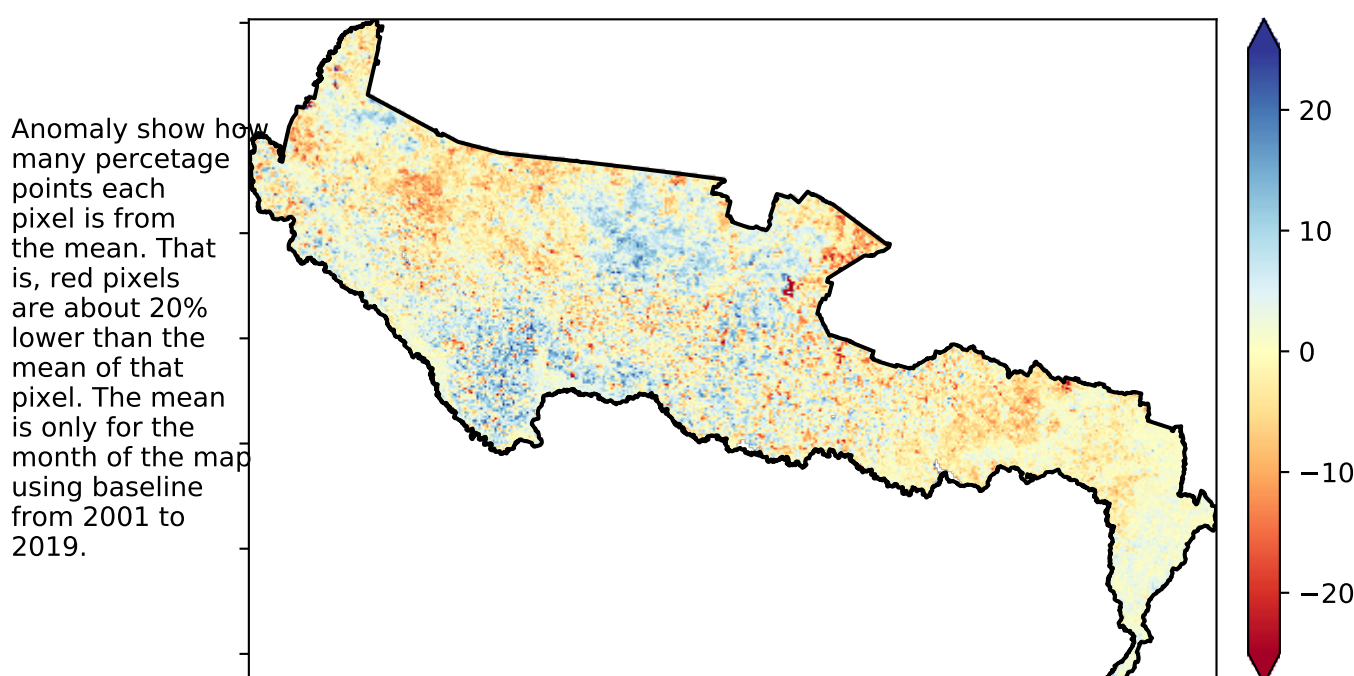 Anomaly show how
many percetage
points each
pixel is from
the mean. That
is, red pixels
are about 20%
lower than the
mean of that
pixel. The mean
is only for the
month of the map
using baseline
from 2001 to
2019.
20
10
0
−10
−20